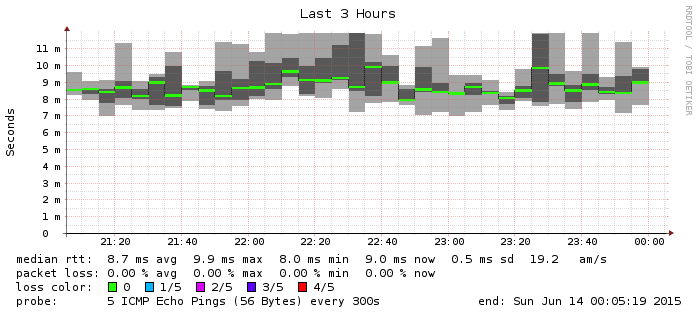 Last 3 Hours
RRDTOOL / TOBI OETIKER
Seconds
11 m
10 m
9 m
8 m
7 m
6 m
5 m
4 m
3 m
2 m
1 m
0
21:20 21:40 22:00 22:20 22:40 23:00 23:20 23:40 00:00
median rtt: 8.7 ms avg 9.9 ms max 8.0 ms min 9.0 ms now 0.5 ms sd 19.2 am/s
packet loss: 0.00 % avg 0.00 % max 0.00 % min 0.00 % now
loss color: 0 1/5 2/5 3/5 4/5
probe: 5 ICMP Echo Pings (56 Bytes) every 300s end: Sun Jun 14 00:05:19 2015